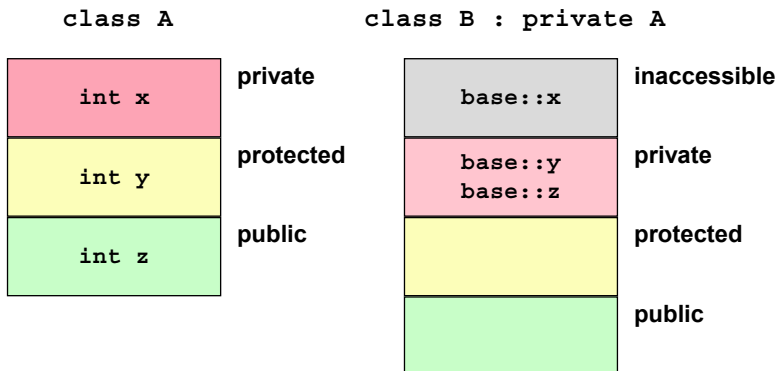 class A
int x
private
int y
protected
int z
public
class B : private A
base::x
inaccessible
base::y
base::z
private
protected
public